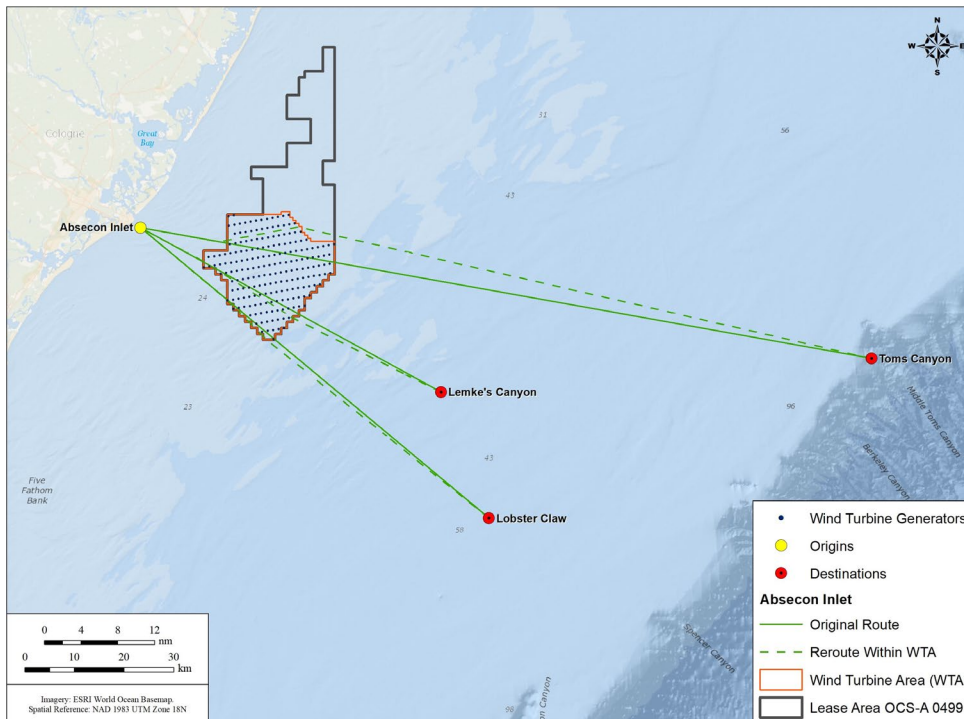 N
W E
S
31
56
Cologne
Great
Bay
43
Absecon Inlet
24
Toms Canyon
Lemke's Canyon
23
96
Middle Toms Canyon
Berkeley Canyon
43
Five
Fathom
Bank
Lobster Claw
50
Wind Turbine Generators
Origins
Destinations
Absecon Inlet
Original Route
Reroute Within WTA
Wind Turbine Area (WTA
Lease Area OCS-A 0499
Spencer Canyon
0 4 8 12
nm
0 10 20 30
km
Imagery: ESRI World Ocean Basemap.
Spatial Reference: NAD 1983 UTM Zone 18N
98
on Canyon